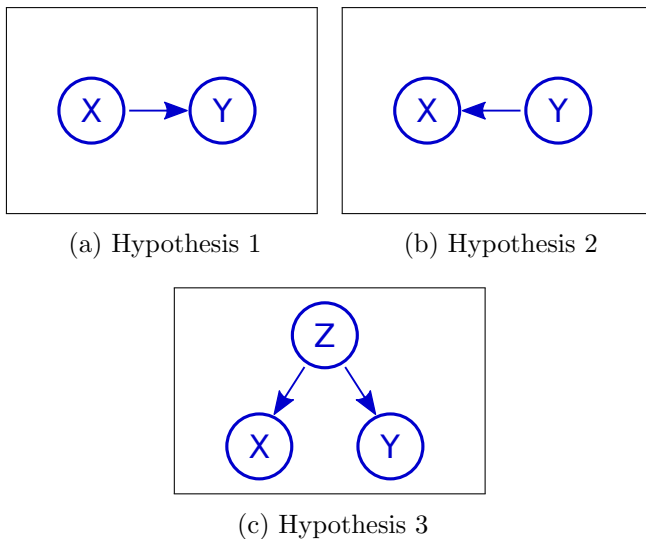 X Y
X Y
(a) Hypothesis 1
(b) Hypothesis 2
Z
X Y
(c) Hypothesis 3